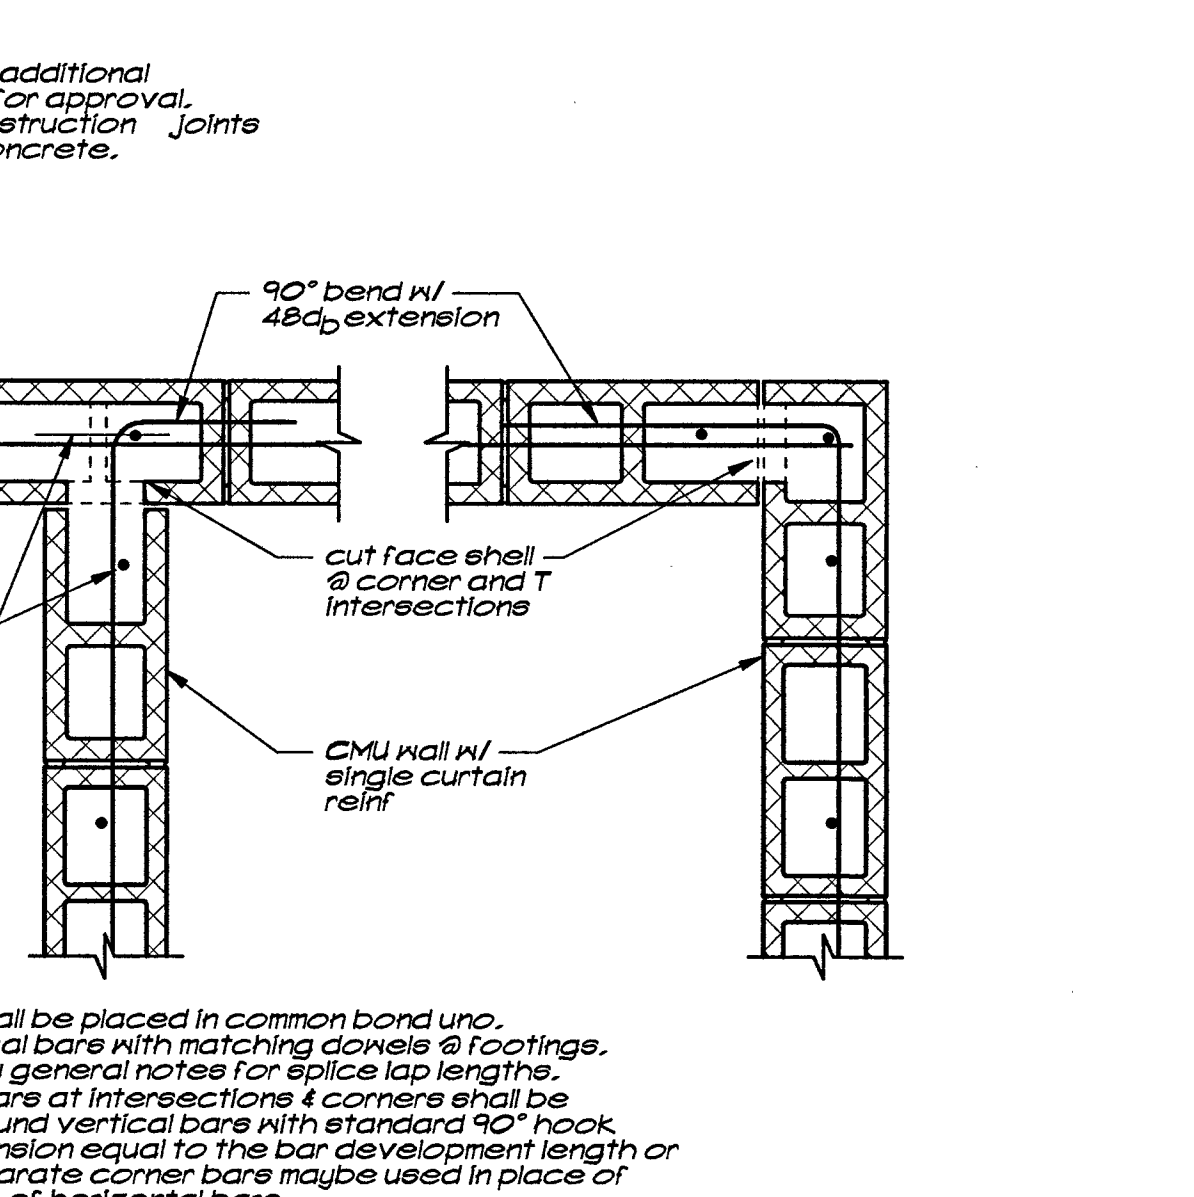 additional
for approval.
struction joints
oncrete.
90° bend w/
48db extension
cut face shell
@ corner and T
intersections
CMU wall w/
single curtain
reinf
all be placed in common bond uno.
al bars with matching dowels @ footings.
general notes for splice lap lengths.
ars at intersections & corners shall be
und vertical bars with standard 90° hook
nsion equal to the bar development length or
arate corner bars maybe used in place of
of horizontal bars